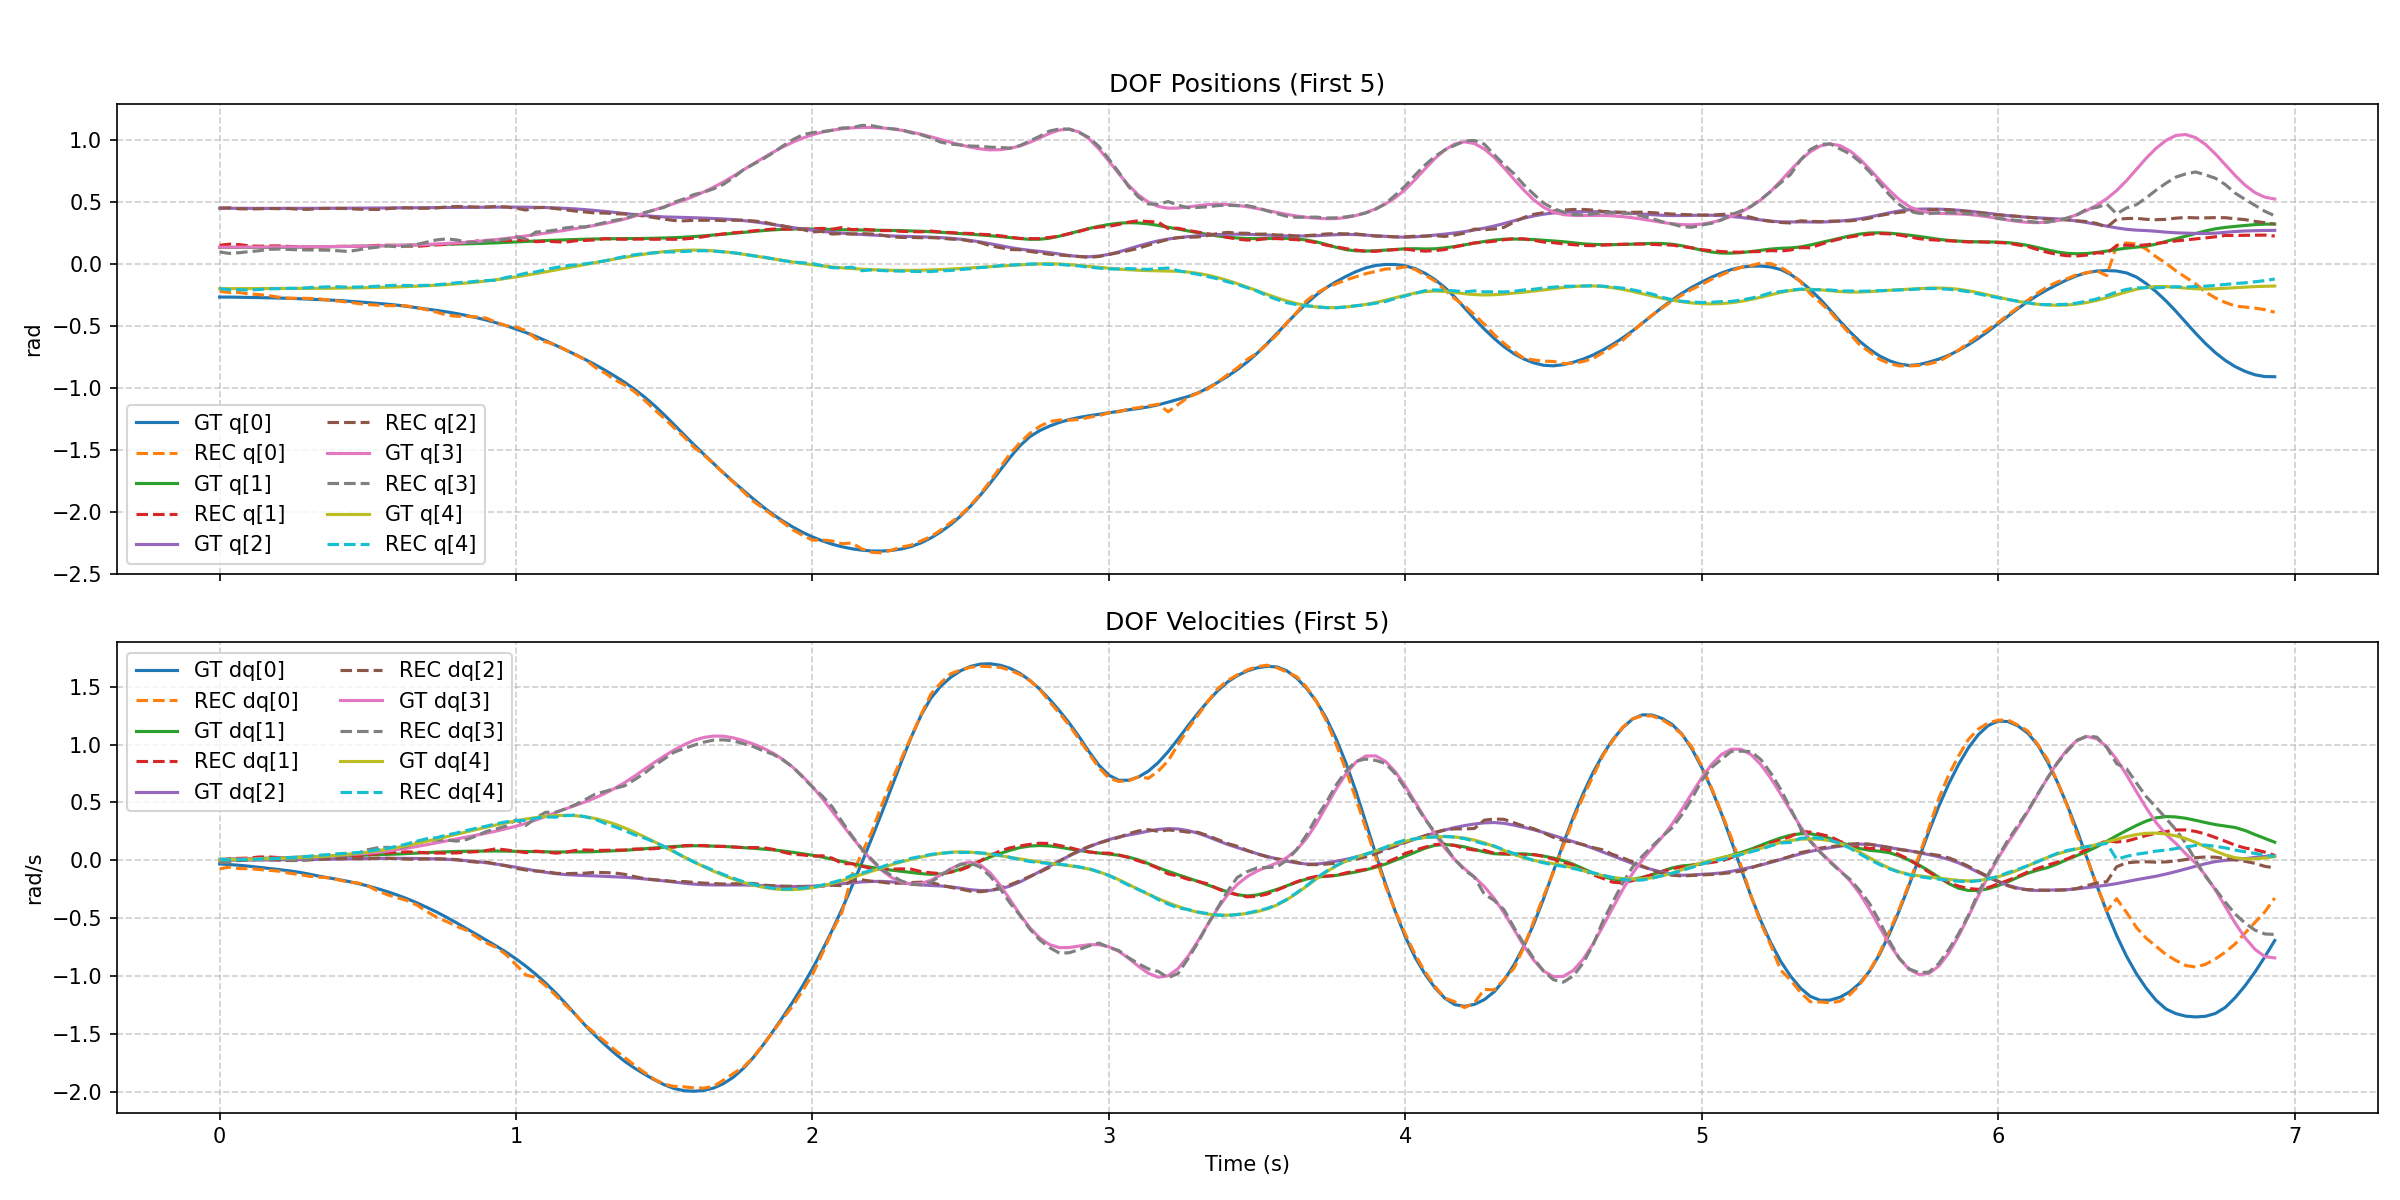 DOF Positions (First 5)
rad
1.0
0.5
0.0
−0.5
−1.0
−1.5
−2.0
−2.5
GT q[0]
REC q[0]
GT q[1]
REC q[1]
GT q[2]
REC q[2]
GT q[3]
REC q[3]
GT q[4]
REC q[4]
DOF Velocities (First 5)
rad/s
1.5
1.0
0.5
0.0
−0.5
−1.0
−1.5
−2.0
GT dq[0]
REC dq[0]
GT dq[1]
REC dq[1]
GT dq[2]
REC dq[2]
GT dq[3]
REC dq[3]
GT dq[4]
REC dq[4]
0 1 2 3 4 5 6 7
Time (s)